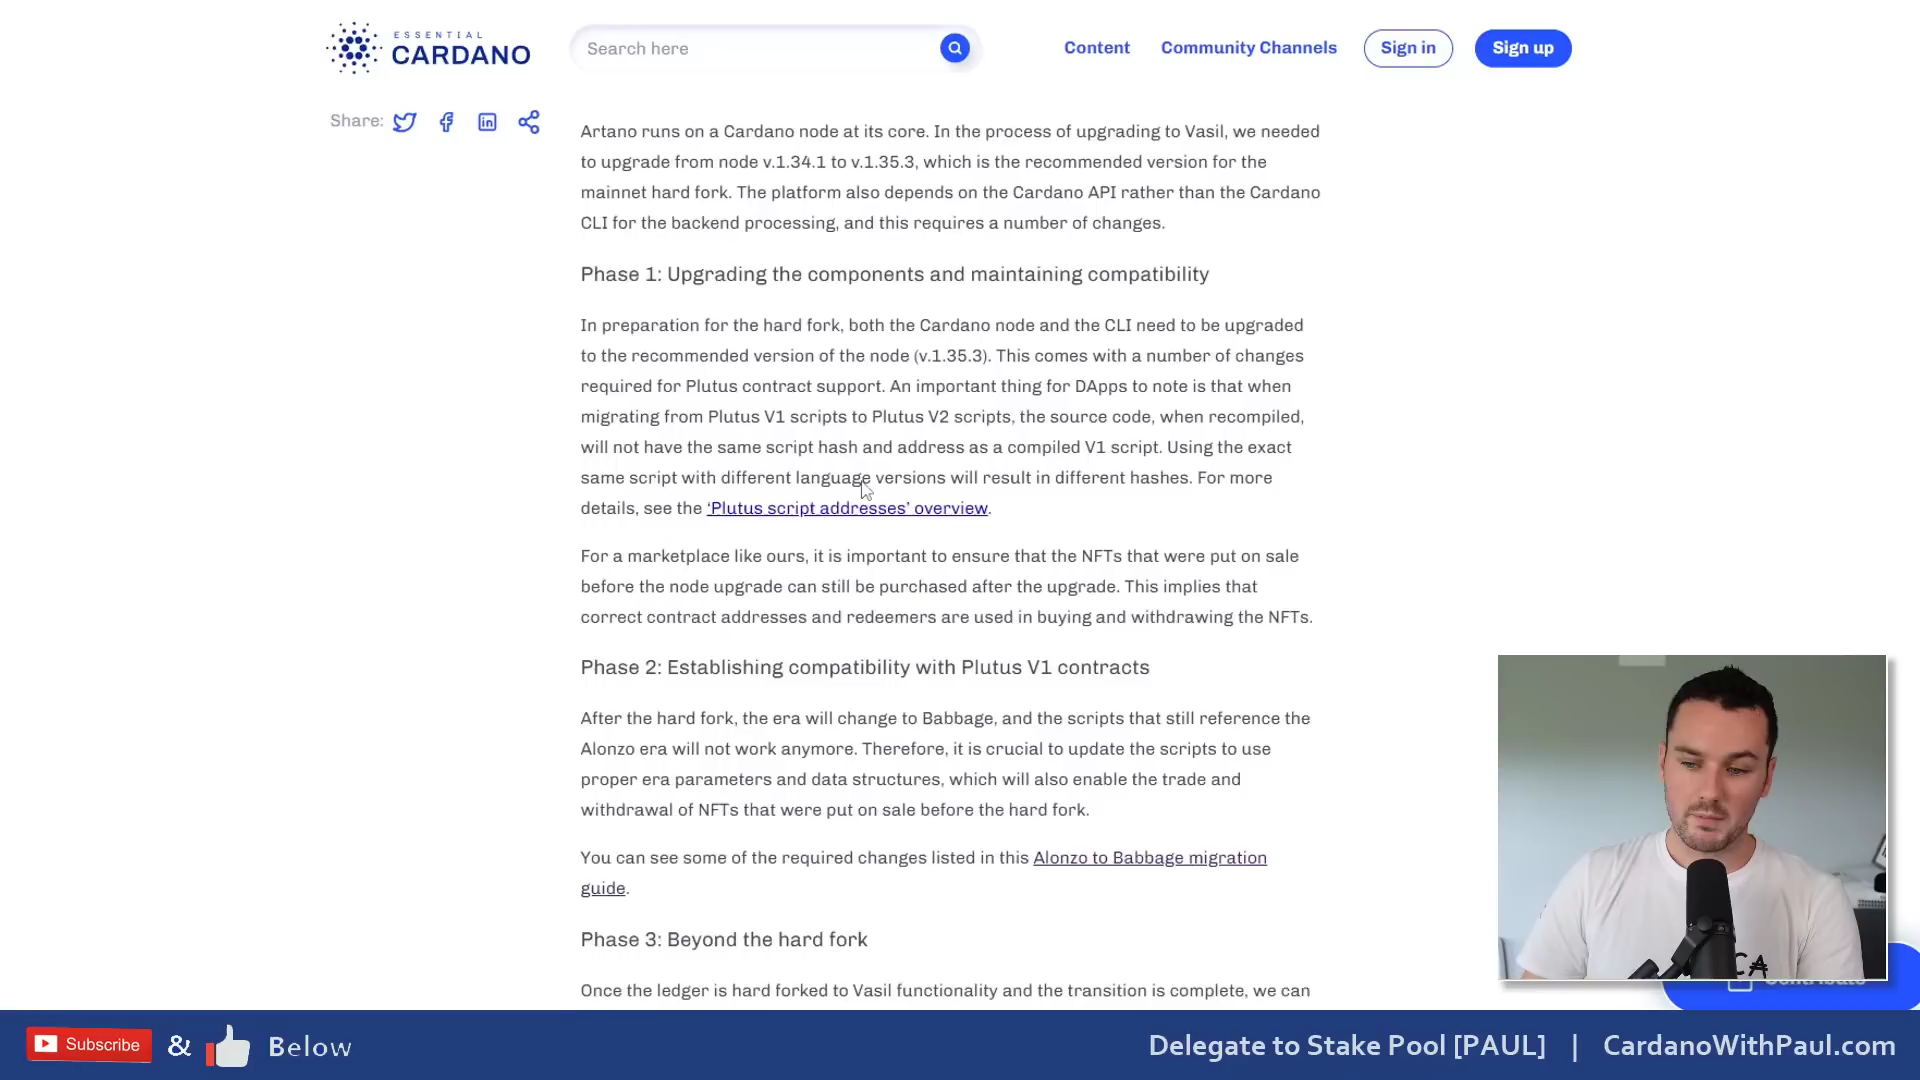 ESSENTIAL
CARDANO
Search here
Content
Community Channels
Sign in
Sign up
Share:
Artano runs on a Cardano node at its core. In the process of upgrading to Vasil, we needed
to upgrade from node v.1.34.1 to v.1.35.3, which is the recommended version for the
mainnet hard fork. The platform also depends on the Cardano API rather than the Cardano
CLI for the backend processing, and this requires a number of changes.
Phase 1: Upgrading the components and maintaining compatibility
In preparation for the hard fork, both the Cardano node and the CLI need to be upgraded
to the recommended version of the node (v.1.35.3). This comes with a number of changes
required for Plutus contract support. An important thing for DApps to note is that when
migrating from Plutus V1 scripts to Plutus V2 scripts, the source code, when recompiled,
will not have the same script hash and address as a compiled V1 script. Using the exact
same script with different language versions will result in different hashes. For more
details, see the ‘Plutus script addresses’ overview.
For a marketplace like ours, it is important to ensure that the NFTs that were put on sale
before the node upgrade can still be purchased after the upgrade. This implies that
correct contract addresses and redeemers are used in buying and withdrawing the NFTs.
Phase 2: Establishing compatibility with Plutus V1 contracts
After the hard fork, the era will change to Babbage, and the scripts that still reference the
Alonzo era will not work anymore. Therefore, it is crucial to update the scripts to use
proper era parameters and data structures, which will also enable the trade and
withdrawal of NFTs that were put on sale before the hard fork.
You can see some of the required changes listed in this Alonzo to Babbage migration
guide.
Phase 3: Beyond the hard fork
Once the ledger is hard forked to Vasil functionality and the transition is complete, we can
Subscribe & Below
Delegate to Stake Pool [PAUL] | CardanoWithPaul.com